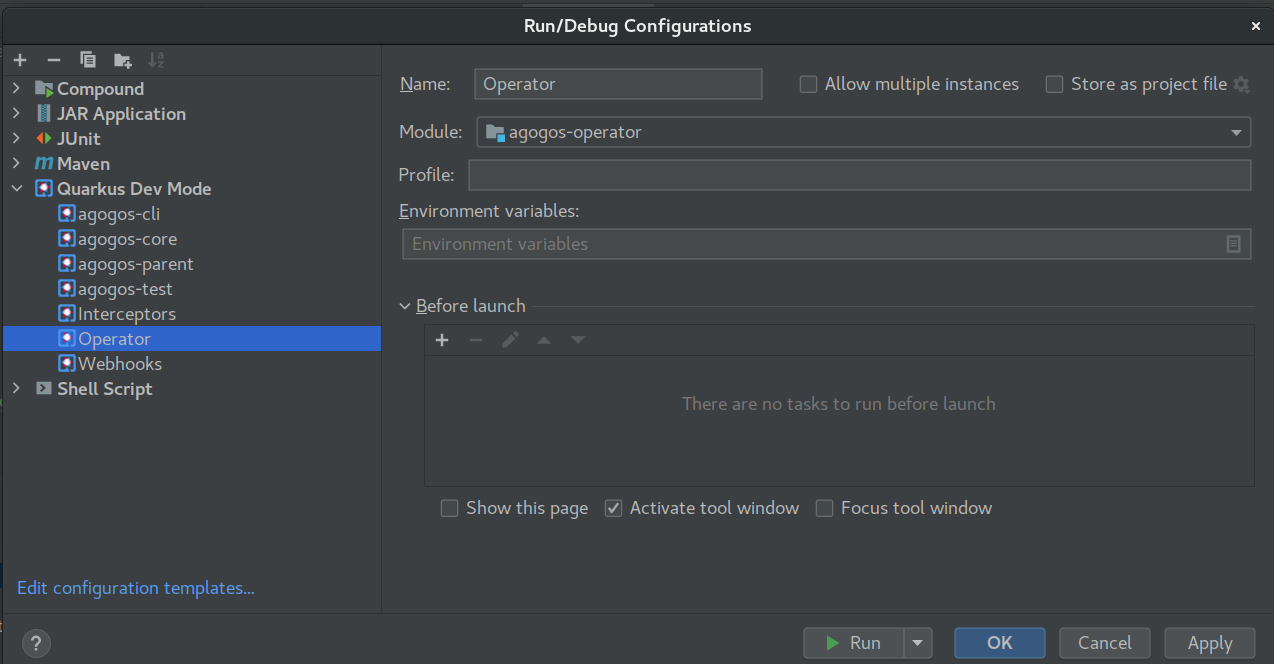 Run/Debug Configurations
Compound
JAR Application
JUnit
Maven
Quarkus Dev Mode
agogos-cli
agogos-core
agogos-parent
agogos-test
Interceptors
Operator
Webhooks
Shell Script
Edit configuration templates...
Name: Operator Allow multiple instances Store as project file
Module: agogos-operator
Profile:
Environment variables:
Environment variables
Before launch
There are no tasks to run before launch
Show this page Activate tool window Focus tool window
? Run OK Cancel Apply